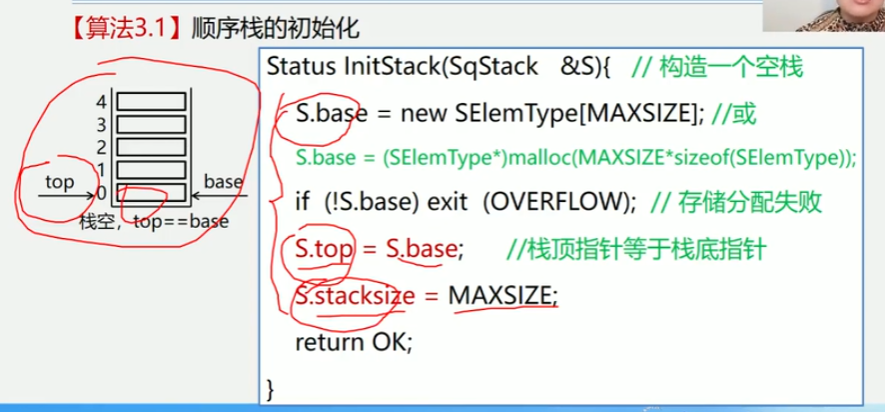 【算法3.1】顺序栈的初始化
Status InitStack(SqStack &S){ // 构造一个空栈
S.base = new SElemType[MAXSIZE]; //或
S.base = (SElemType*)malloc(MAXSIZE*sizeof(SElemType));
if (!S.base) exit (OVERFLOW); // 存储分配失败
S.top = S.base; //栈顶指针等于栈底指针
S.stacksize = MAXSIZE;
return OK;
}
4
3
2
1
0
top
base
栈空，top==base